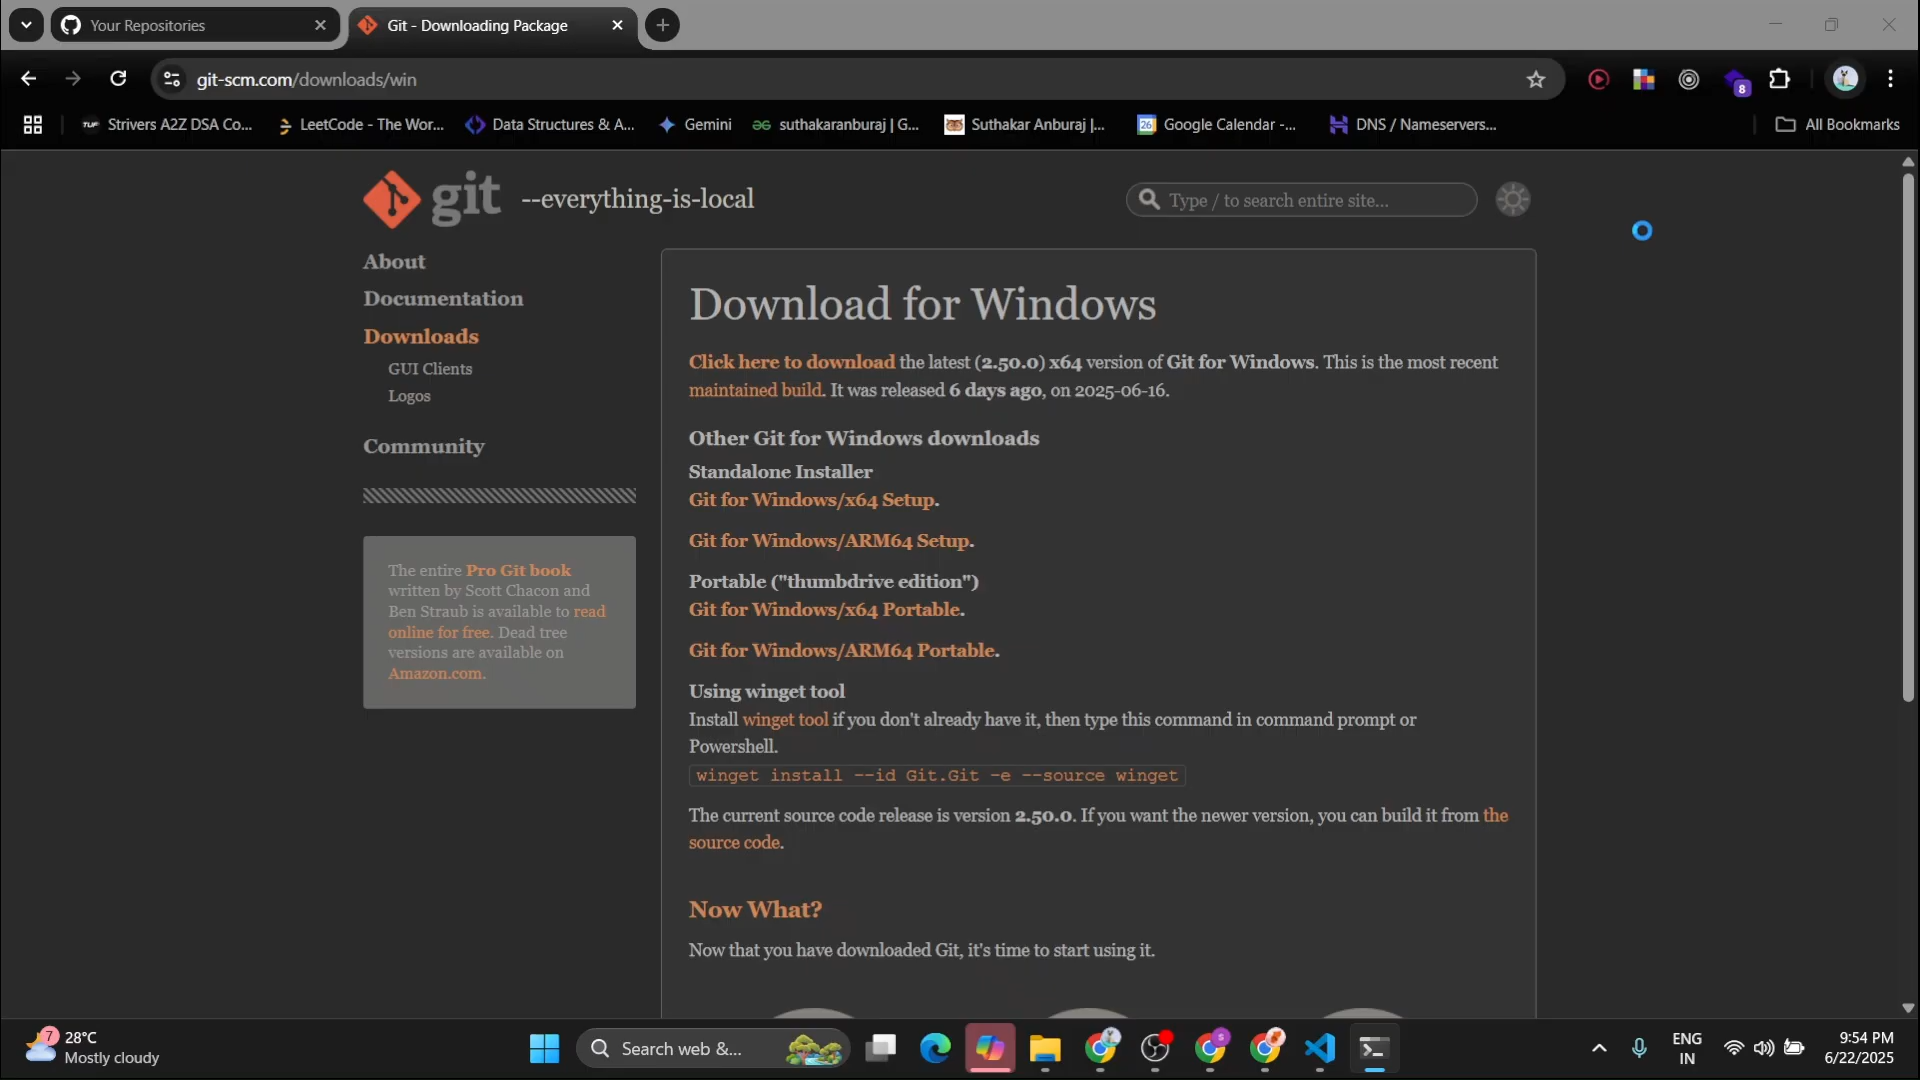 Your Repositories
Git - Downloading Package
git-scm.com/downloads/win
8
TUF Strivers A2Z DSA Co...
LeetCode - The Wor...
Data Structures & A...
Gemini
suthakaranburaj | G...
Suthakar Anburaj |...
26 Google Calendar -...
DNS / Nameservers...
All Bookmarks
git --everything-is-local
Type / to search entire site...
About
Documentation
Downloads
GUI Clients
Logos
Community
The entire Pro Git book
written by Scott Chacon and
Ben Straub is available to read
online for free. Dead tree
versions are available on
Amazon.com.
Download for Windows
Click here to download the latest (2.50.0) x64 version of Git for Windows. This is the most recent
maintained build. It was released 6 days ago, on 2025-06-16.
Other Git for Windows downloads
Standalone Installer
Git for Windows/x64 Setup.
Git for Windows/ARM64 Setup.
Portable ("thumbdrive edition")
Git for Windows/x64 Portable.
Git for Windows/ARM64 Portable.
Using winget tool
Install winget tool if you don't already have it, then type this command in command prompt or
Powershell.
winget install --id Git.Git -e --source winget
The current source code release is version 2.50.0. If you want the newer version, you can build it from the
source code.
Now What?
Now that you have downloaded Git, it's time to start using it.
7
28°C
Mostly cloudy
Search web &...
ENG
IN
9:54 PM
6/22/2025